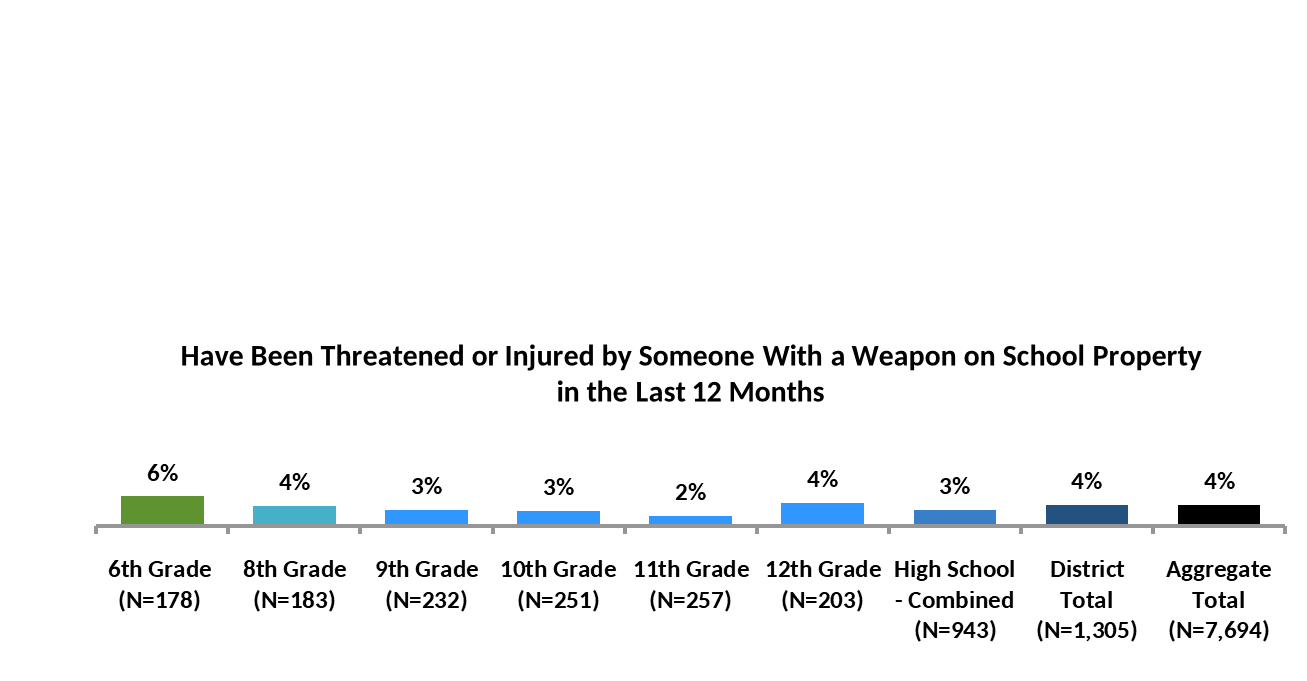 Have Been Threatened or Injured by Someone With a Weapon on School Property
in the Last 12 Months
6%
4%
3%
3%
2%
4%
3%
4%
4%
6th Grade
(N=178)
8th Grade
(N=183)
9th Grade
(N=232)
10th Grade
(N=251)
11th Grade
(N=257)
12th Grade
(N=203)
High School
- Combined
(N=943)
District
Total
(N=1,305)
Aggregate
Total
(N=7,694)